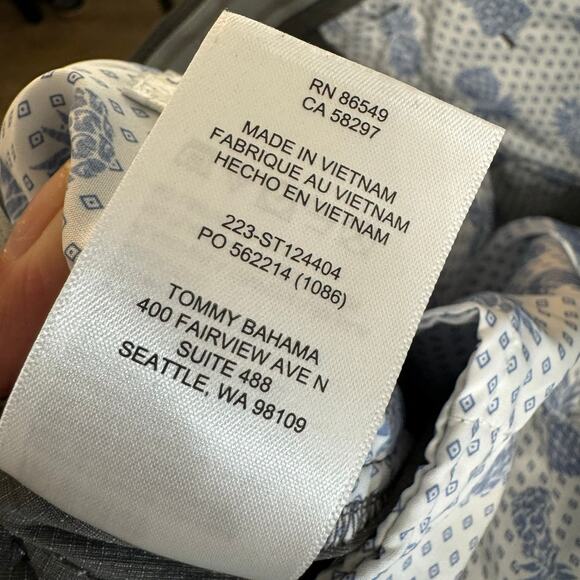 RN 86549
CA 58297
MADE IN VIETNAM
FABRIQUE AU VIETNAM
HECHO EN VIETNAM
223-ST124404
PO 562214 (1086)
TOMMY BAHAMA
400 FAIRVIEW AVE N
SUITE 488
SEATTLE, WA 98109